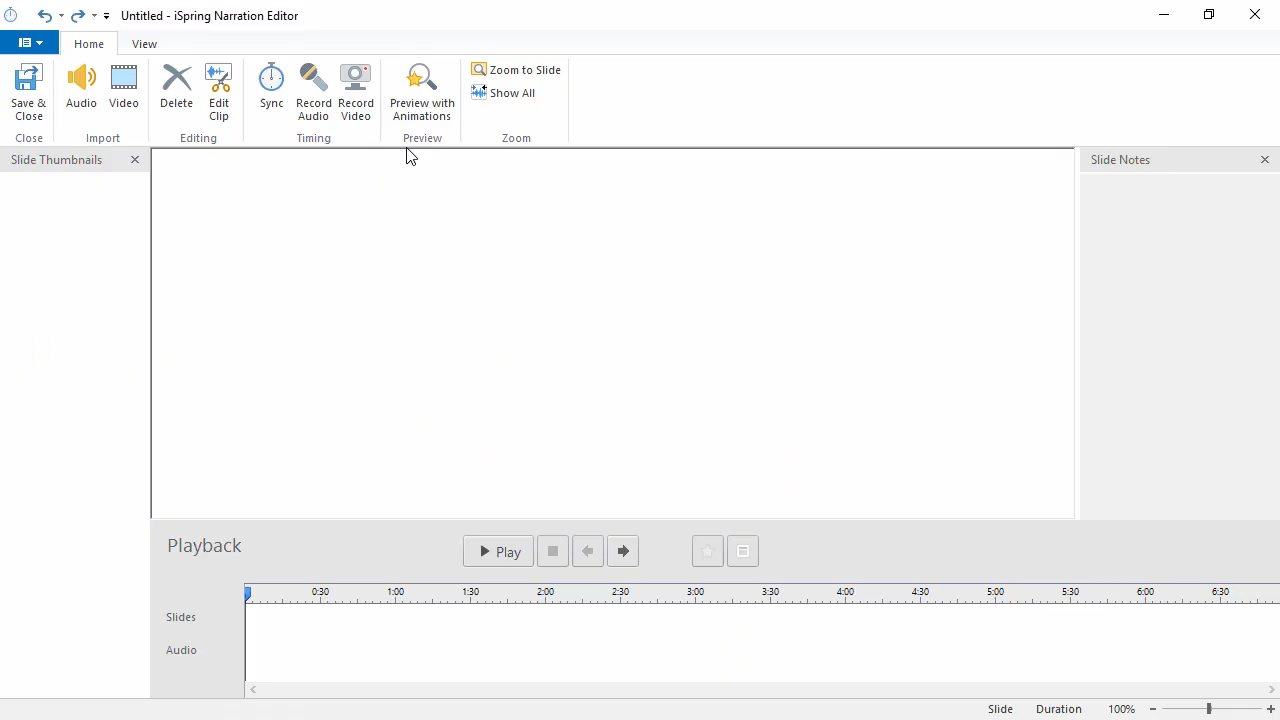 Untitled - iSpring Narration Editor
Home View
Save & Close
Audio
Video
Delete
Edit Clip
Sync
Record Audio
Record Video
Preview with Animations
Zoom to Slide
Show All
Close Import Editing Timing Preview Zoom
Slide Thumbnails
Slide Notes
Playback
Play
0:30 1:00 1:30 2:00 2:30 3:00 3:30 4:00 4:30 5:00 5:30 6:00 6:30
Slides
Audio
Slide Duration 100%